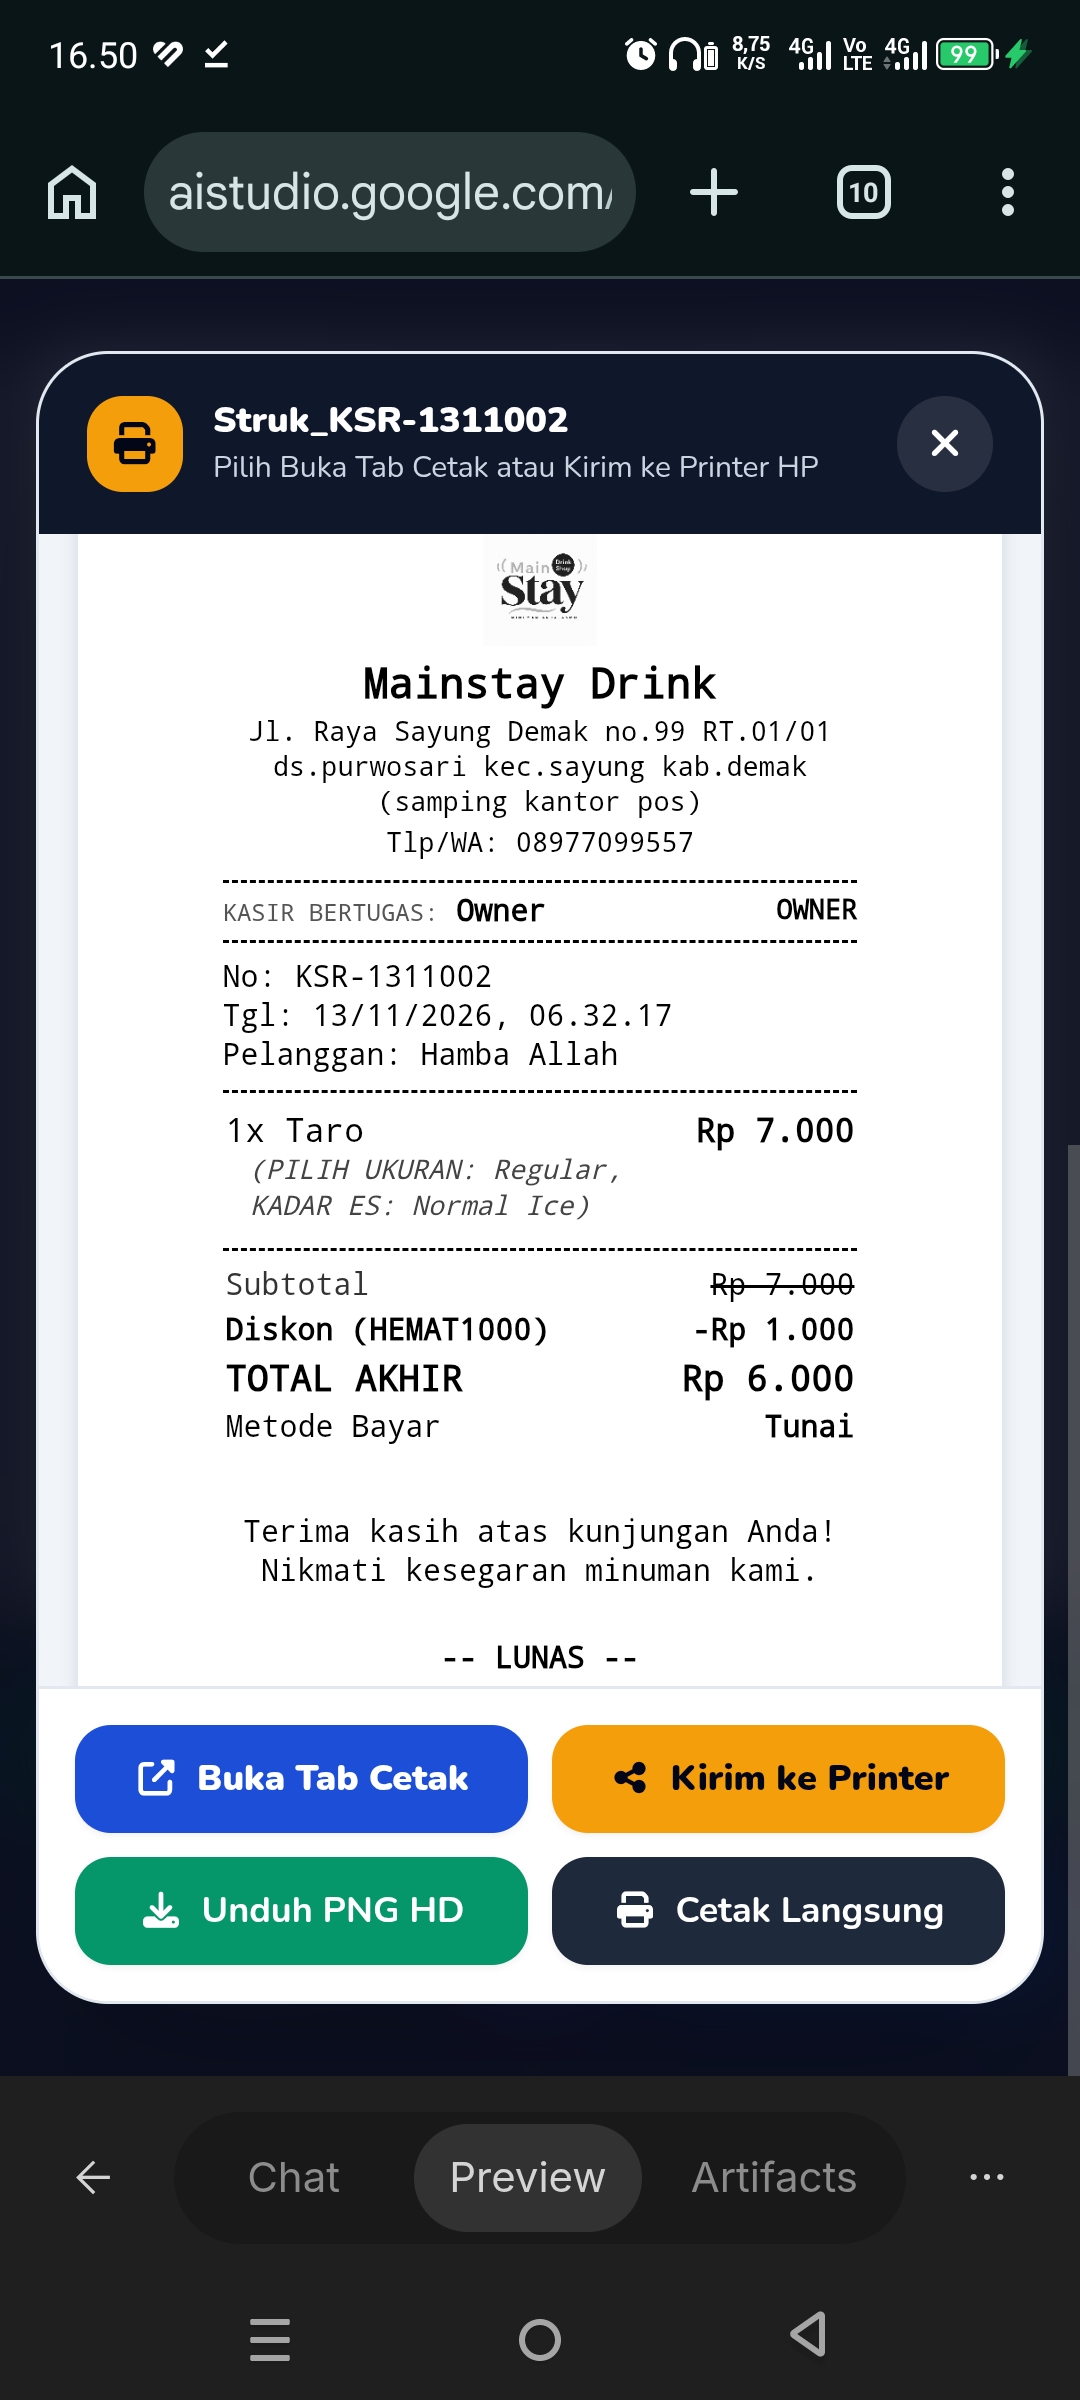 16.50
8,75 K/S
4G
Vo LTE
4G
99
aistudio.google.com/
10
Struk_KSR-1311002
Pilih Buka Tab Cetak atau Kirim ke Printer HP
Main
Drink Shop
Stay
Mainstay Drink
Jl. Raya Sayung Demak no.99 RT.01/01
ds.purwosari kec.sayung kab.demak
(samping kantor pos)
Tlp/WA: 08977099557
KASIR BERTUGAS: Owner OWNER
No: KSR-1311002
Tgl: 13/11/2026, 06.32.17
Pelanggan: Hamba Allah
1x Taro Rp 7.000
(PILIH UKURAN: Regular,
KADAR ES: Normal Ice)
Subtotal Rp 7.000
Diskon (HEMAT1000) -Rp 1.000
TOTAL AKHIR Rp 6.000
Metode Bayar Tunai
Terima kasih atas kunjungan Anda!
Nikmati kesegaran minuman kami.
-- LUNAS --
Buka Tab Cetak
Kirim ke Printer
Unduh PNG HD
Cetak Langsung
Chat
Preview
Artifacts